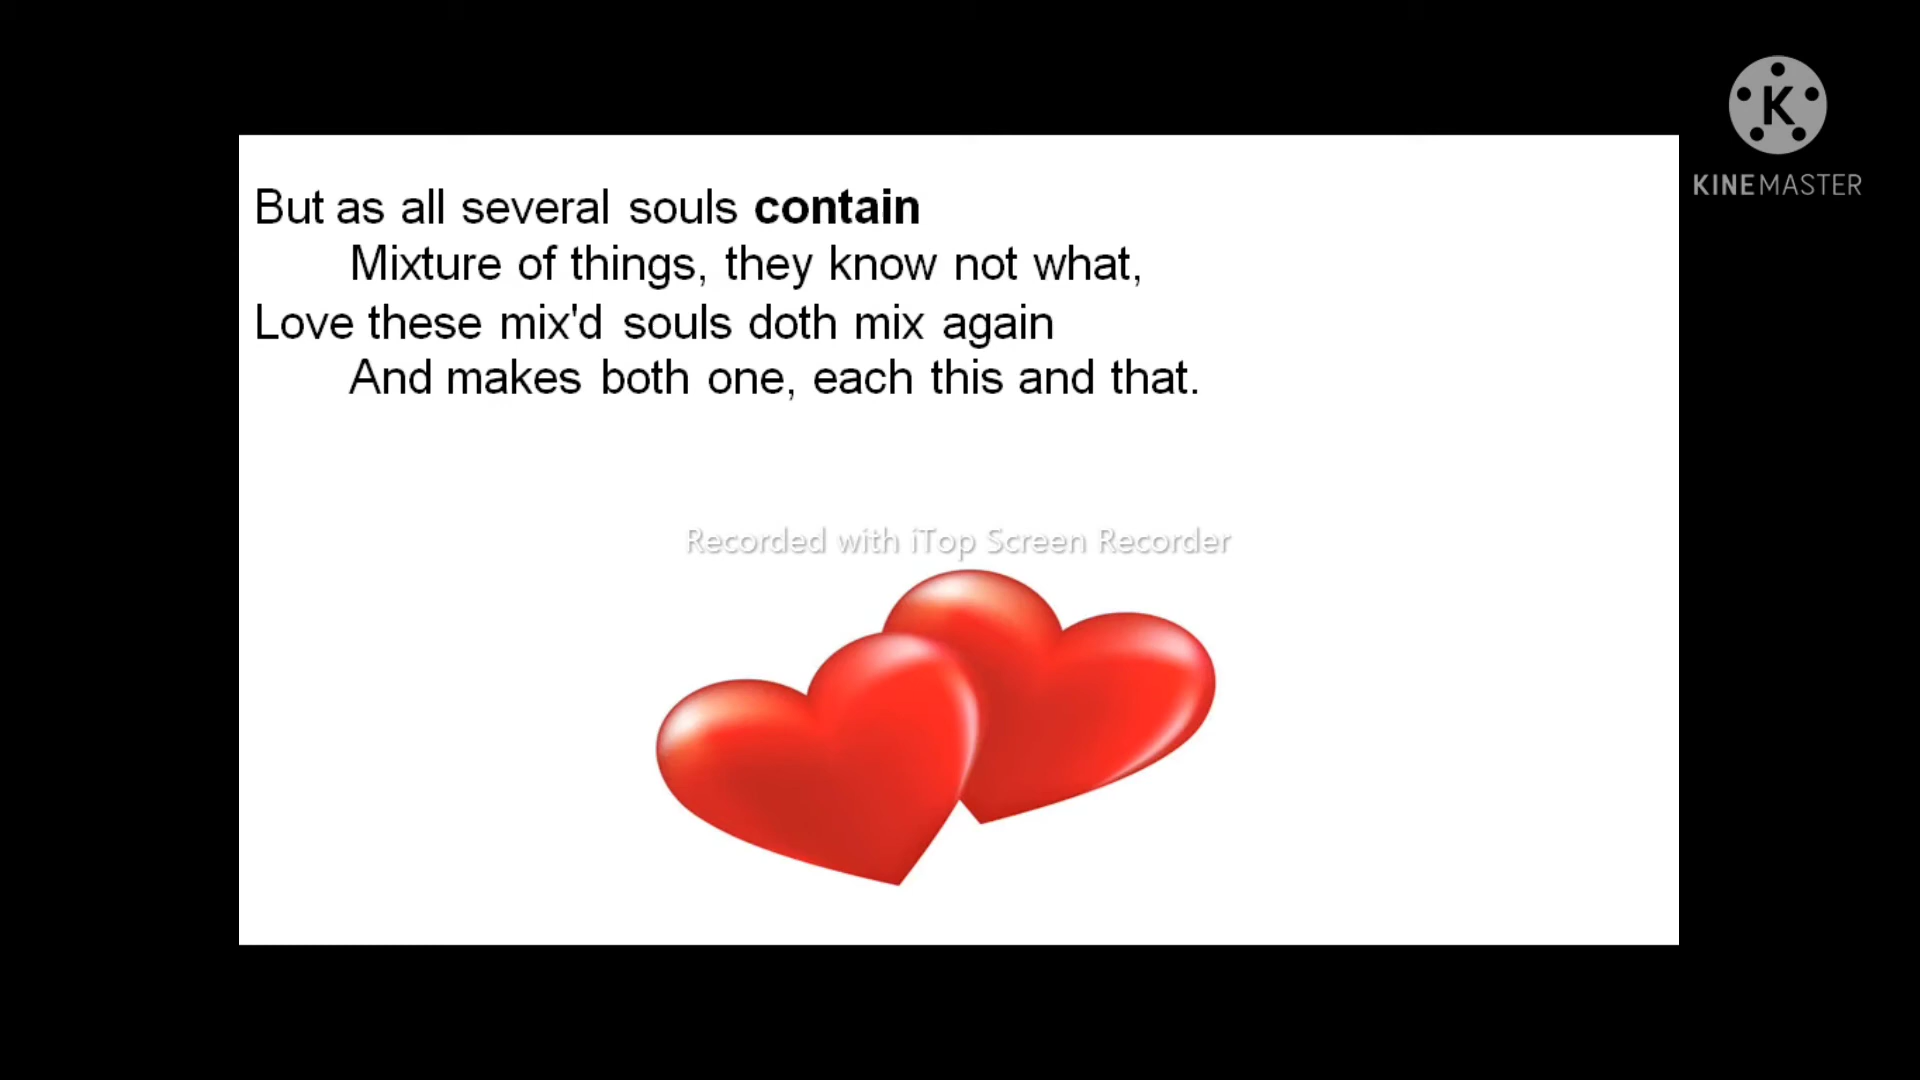 But as all several souls contain
Mixture of things, they know not what,
Love these mix'd souls doth mix again
And makes both one, each this and that.
Recorded with iTop Screen Recorder
K
KINEMASTER